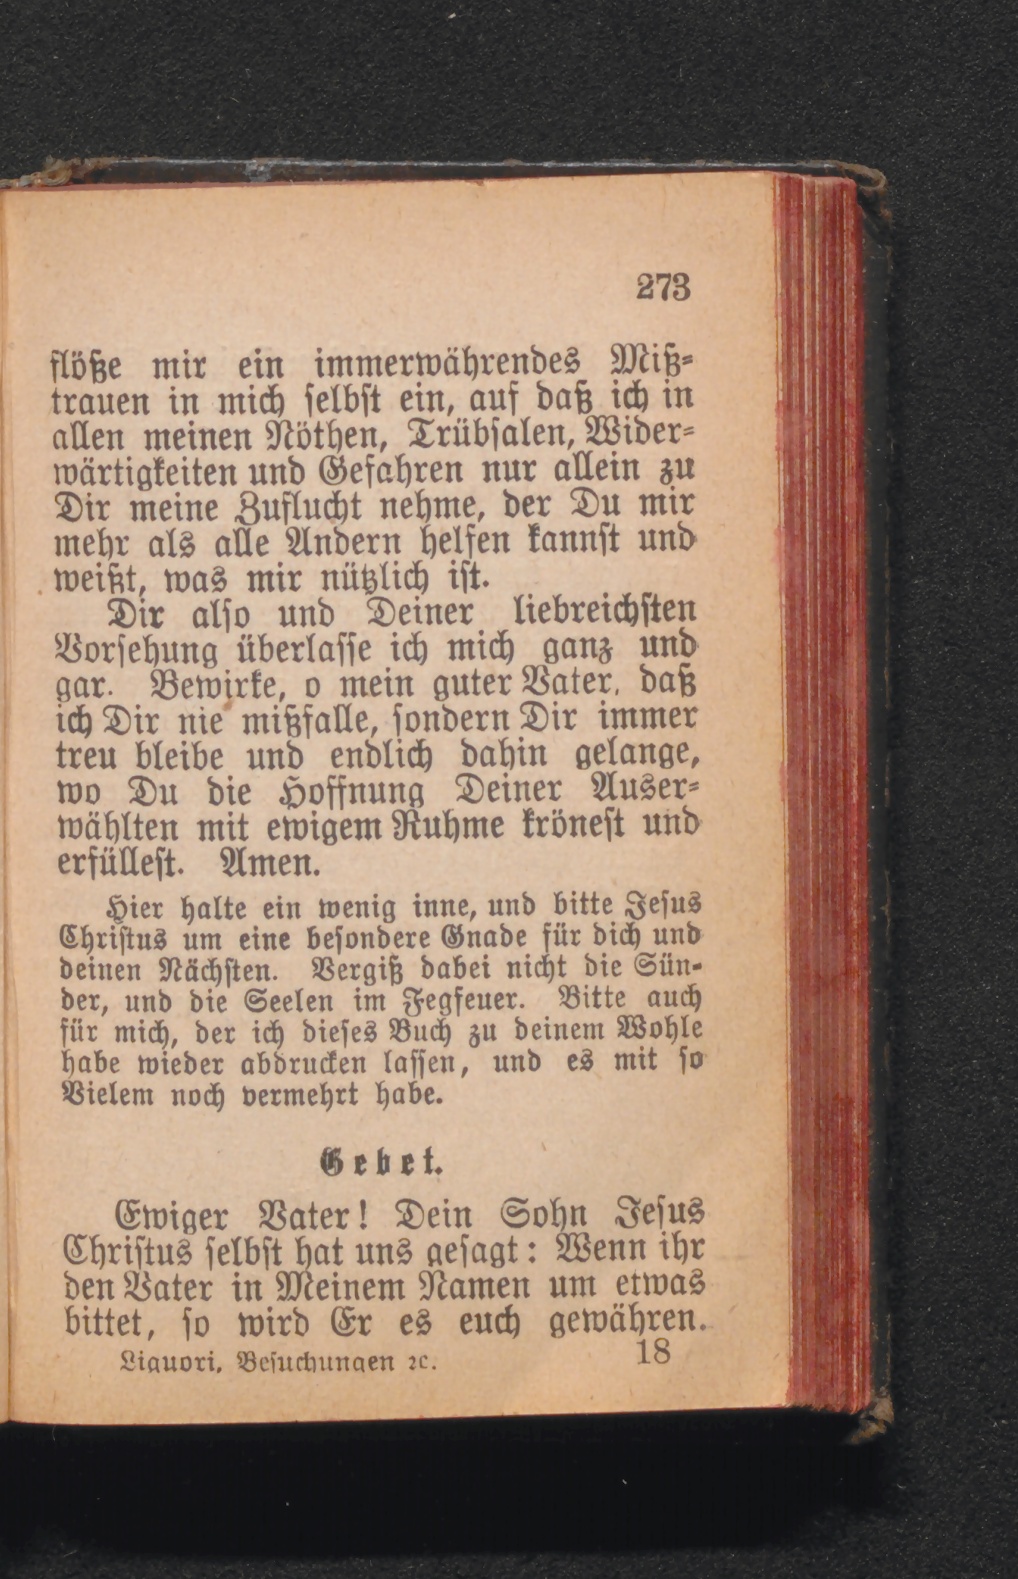 273
flöße mir ein immerwährendes Miß-
trauen in mich selbst ein, auf daß ich in
allen meinen Nöthen, Trübsalen, Wider-
wärtigkeiten und Gefahren nur allein zu
Dir meine Zuflucht nehme, der Du mir
mehr als alle Andern helfen kannst und
weißt, was mir nützlich ist.
Dir also und Deiner liebreichsten
Vorsehung überlasse ich mich ganz und
gar. Bewirke, o mein guter Vater, daß
ich Dir nie mißfalle, sondern Dir immer
treu bleibe und endlich dahin gelange,
wo Du die Hoffnung Deiner Auser-
wählten mit ewigem Ruhme krönest und
erfüllest. Amen.
Hier halte ein wenig inne, und bitte Jesus
Christus um eine besondere Gnade für dich und
deinen Nächsten. Vergiß dabei nicht die Sün-
der, und die Seelen im Fegfeuer. Bitte auch
für mich, der ich dieses Buch zu deinem Wohle
habe wieder abdrucken lassen, und es mit so
Vielem noch vermehrt habe.
Gebet.
Ewiger Vater! Dein Sohn Jesus
Christus selbst hat uns gesagt: Wenn ihr
den Vater in Meinem Namen um etwas
bittet, so wird Er es euch gewähren.
Liguori, Besuchungen ꝛc. 18